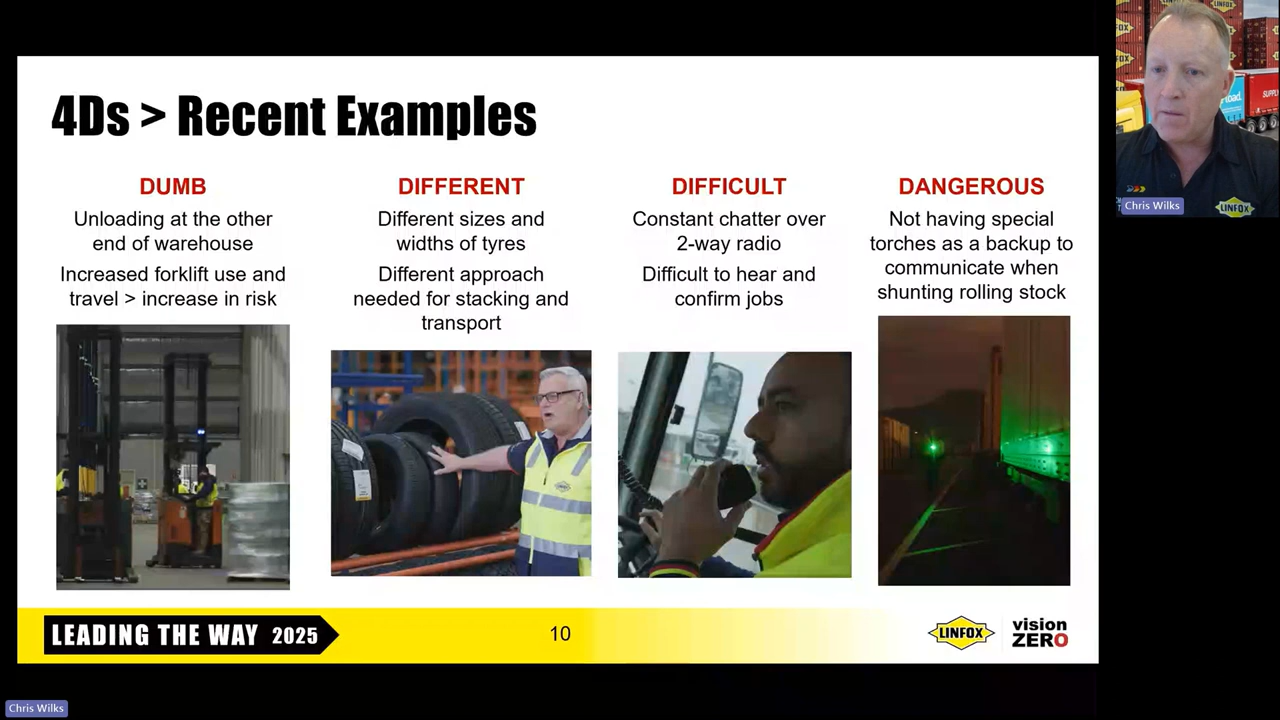 4Ds > Recent Examples
DUMB
Unloading at the other
end of warehouse
Increased forklift use and
travel > increase in risk
DIFFERENT
Different sizes and
widths of tyres
Different approach
needed for stacking and
transport
DIFFICULT
Constant chatter over
2-way radio
Difficult to hear and
confirm jobs
DANGEROUS
Not having special
torches as a backup to
communicate when
shunting rolling stock
LEADING THE WAY 2025
10
LINFOX
vision
ZERO
LINFOX
Chris Wilks
LINFOX
Chris Wilks